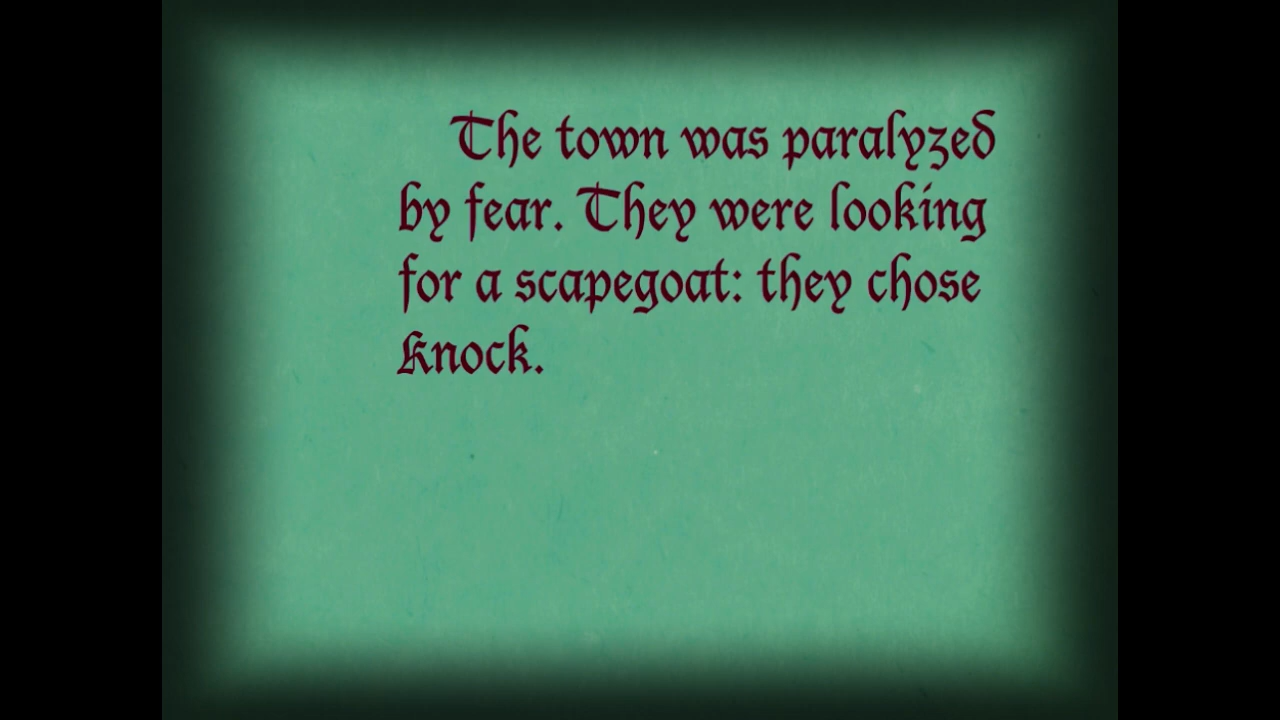 The town was paralyzed
by fear. They were looking
for a scapegoat: they chose
Knock.